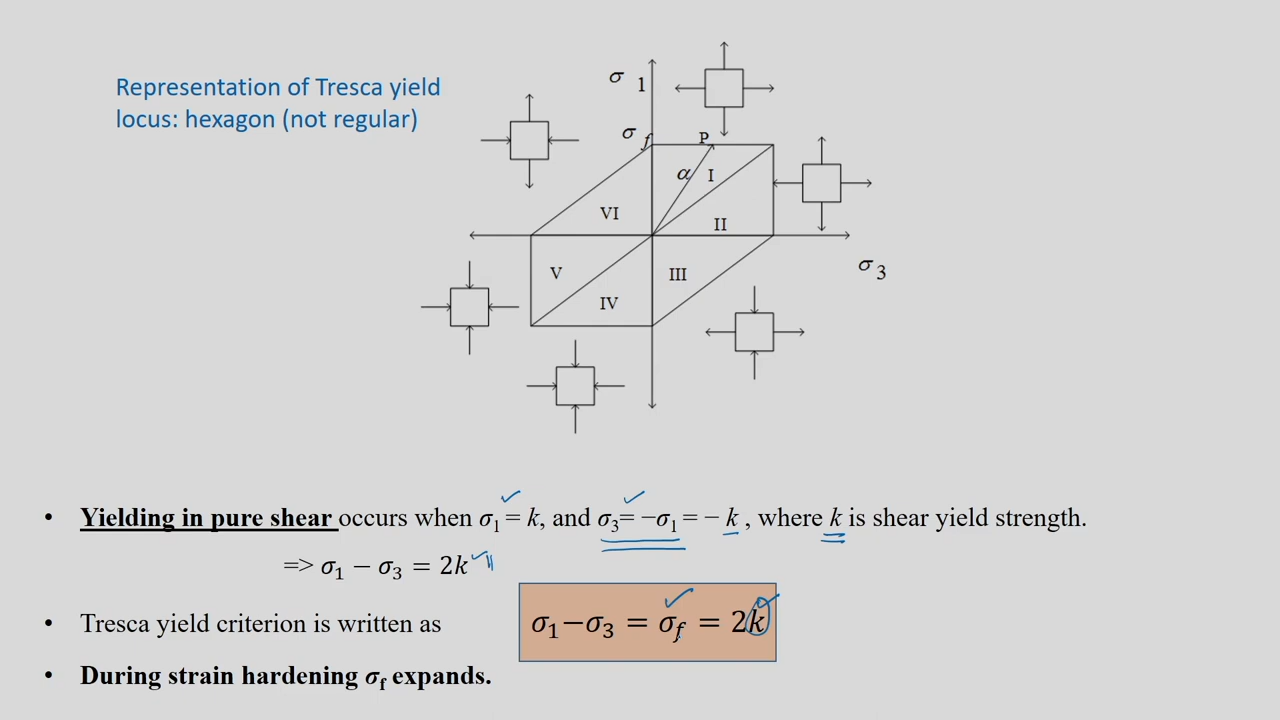 Representation of Tresca yield
locus: hexagon (not regular)
σ 1
σ f
P
α
I
VI
II
V
III
IV
σ 3
• Yielding in pure shear occurs when σ₁ = k, and σ₃= −σ₁ = − k , where k is shear yield strength.
=> σ₁ − σ₃ = 2k
• Tresca yield criterion is written as
σ₁−σ₃ = σ_f = 2k
• During strain hardening σf expands.